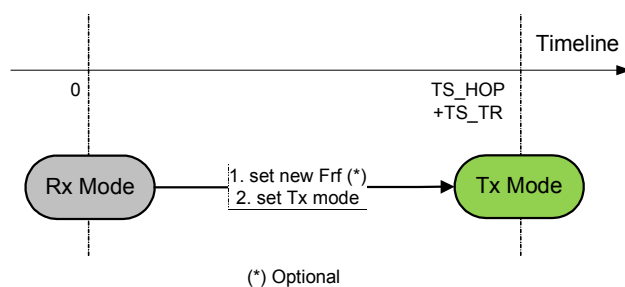 Timeline
0
TS_HOP
+TS_TR
Rx Mode
1. set new Frf (*)
2. set Tx mode
Tx Mode
(*) Optional